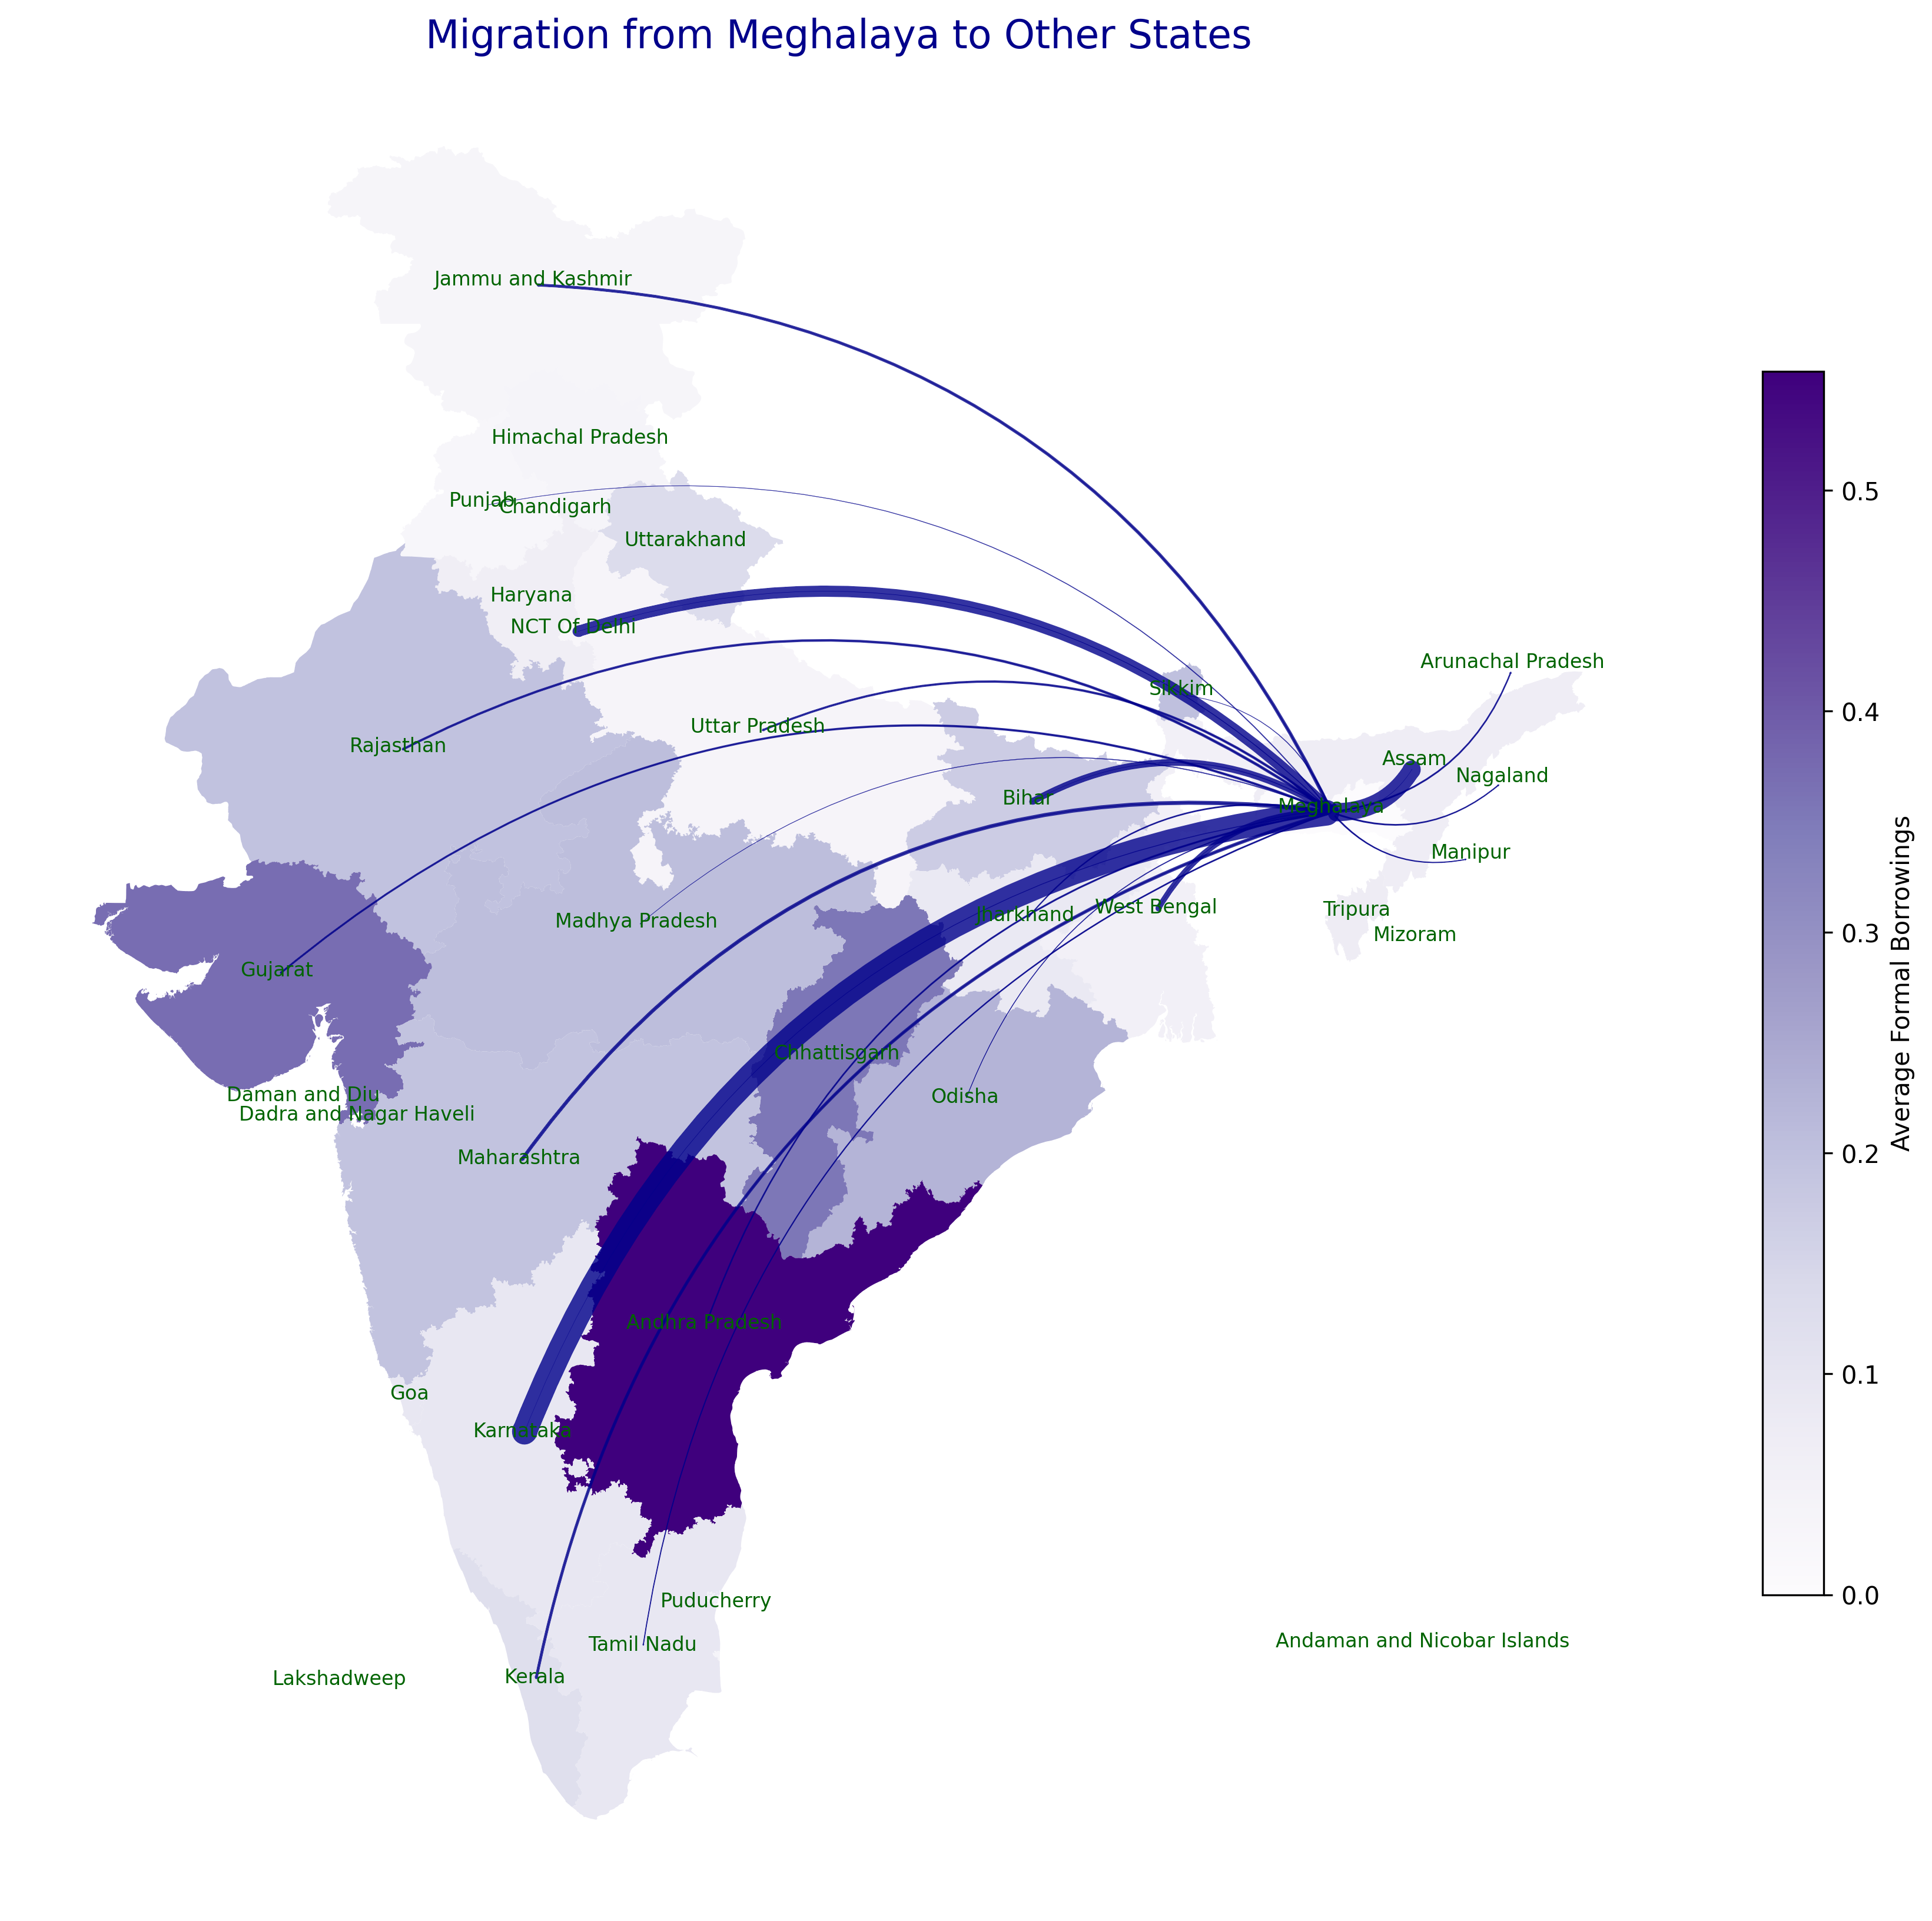 Migration from Meghalaya to Other States
Jammu and Kashmir
Himachal Pradesh
Punjab
Chandigarh
Uttarakhand
Haryana
NCT Of Delhi
Arunachal Pradesh
Sikkim
Uttar Pradesh
Rajasthan
Assam
Nagaland
Bihar
Meghalaya
Manipur
Madhya Pradesh
Jharkhand
West Bengal
Tripura
Mizoram
Gujarat
Chhattisgarh
Odisha
Daman and Diu
Dadra and Nagar Haveli
Maharashtra
Andhra Pradesh
Goa
Karnataka
Puducherry
Tamil Nadu
Andaman and Nicobar Islands
Lakshadweep
Kerala
0.5
0.4
0.3
0.2
0.1
0.0
Average Formal Borrowings